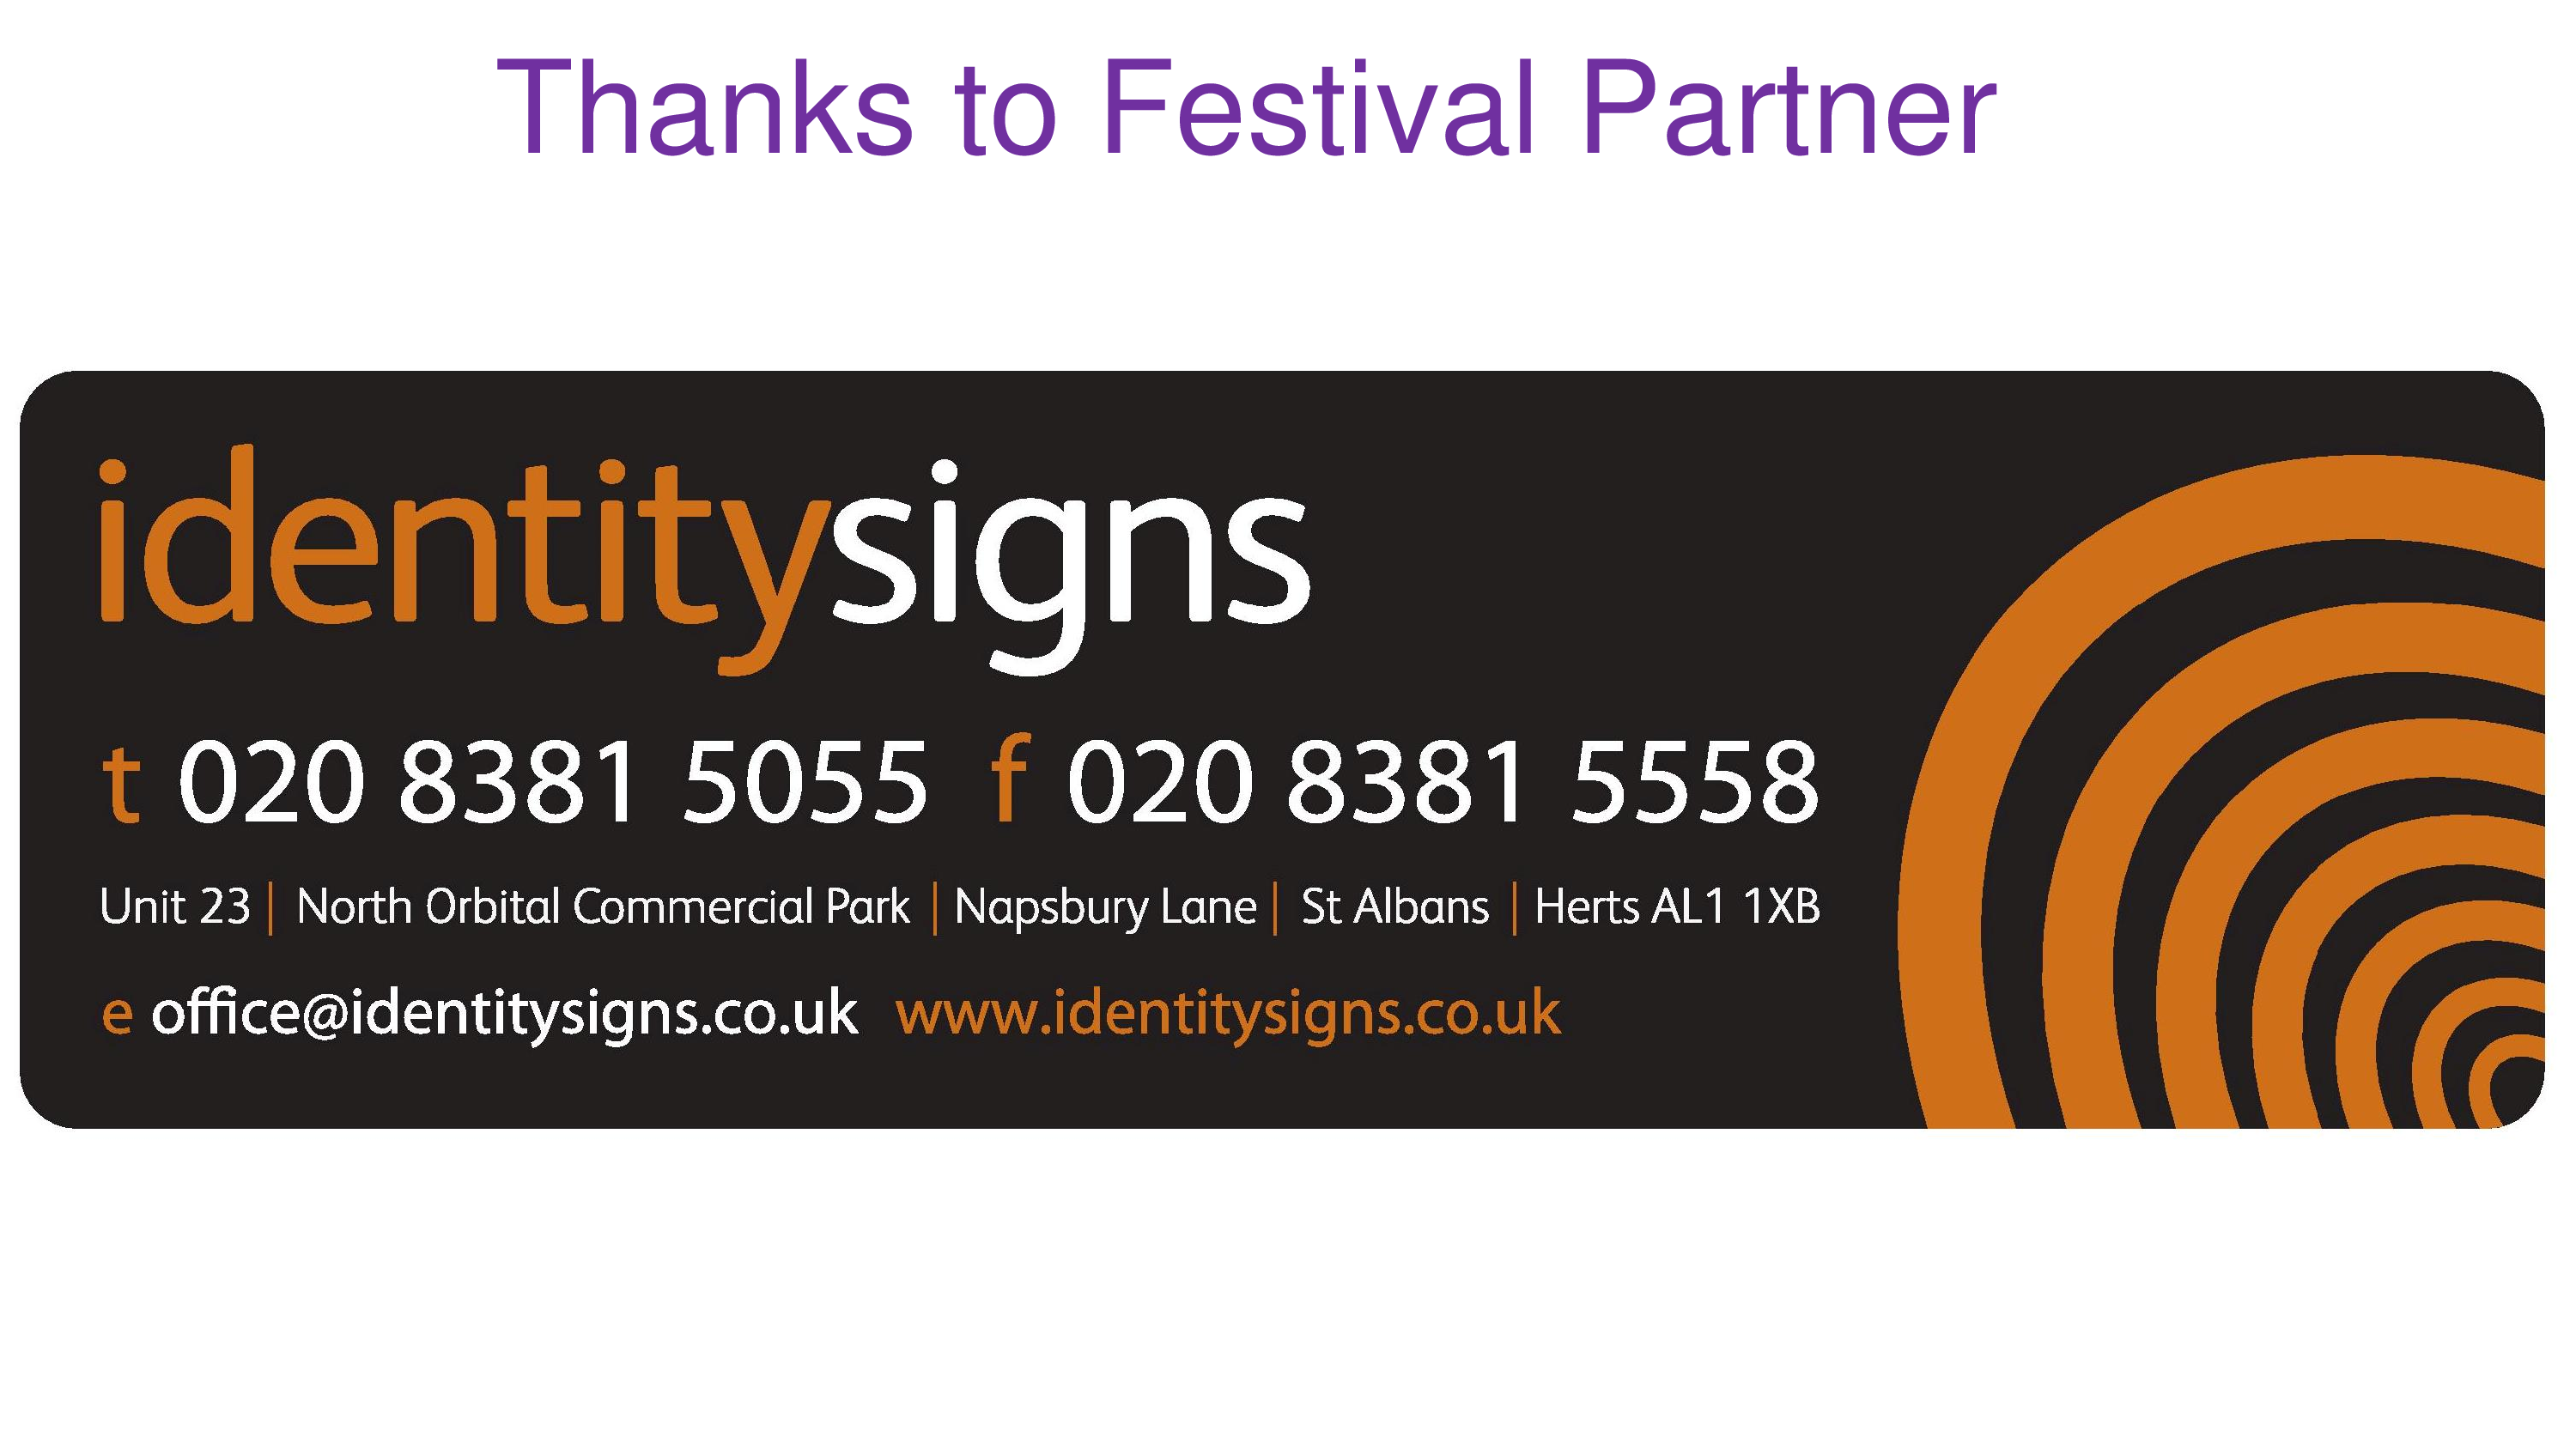 Thanks to Festival Partner
identitysigns
t 020 8381 5055 f 020 8381 5558
Unit 23 | North Orbital Commercial Park | Napsbury Lane | St Albans | Herts AL1 1XB
e office@identitysigns.co.uk www.identitysigns.co.uk